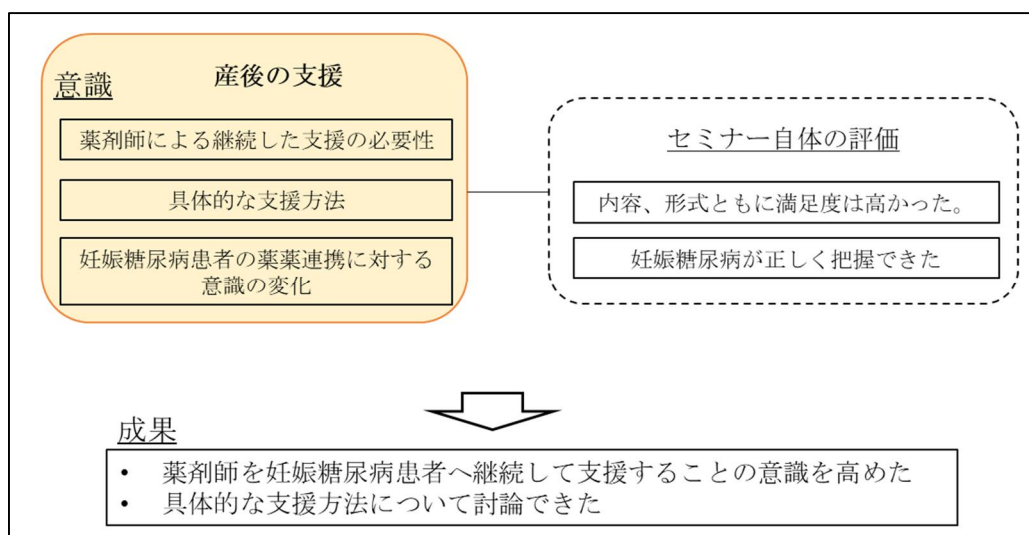 意識
産後の支援
薬剤師による継続した支援の必要性
具体的な支援方法
妊娠糖尿病患者の薬薬連携に対する
意識の変化
セミナー自体の評価
内容、形式ともに満足度は高かった。
妊娠糖尿病が正しく把握できた
成果
• 薬剤師を妊娠糖尿病患者へ継続して支援することの意識を高めた
• 具体的な支援方法について討論できた